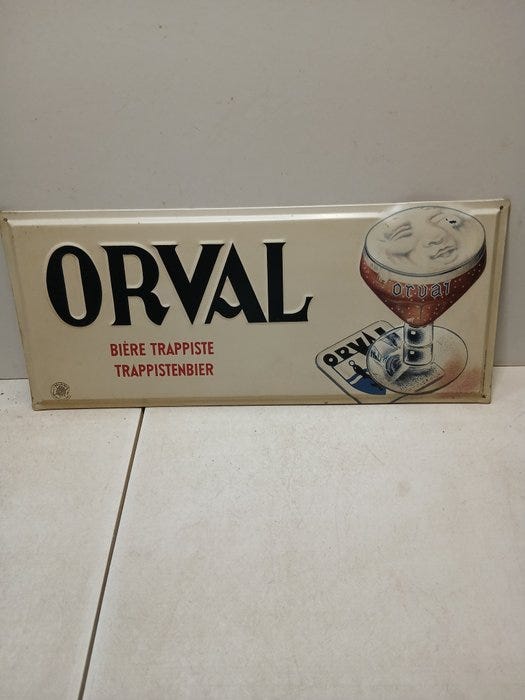 ORVAL
BIÈRE TRAPPISTE
TRAPPISTENBIER
orval
ORVAL